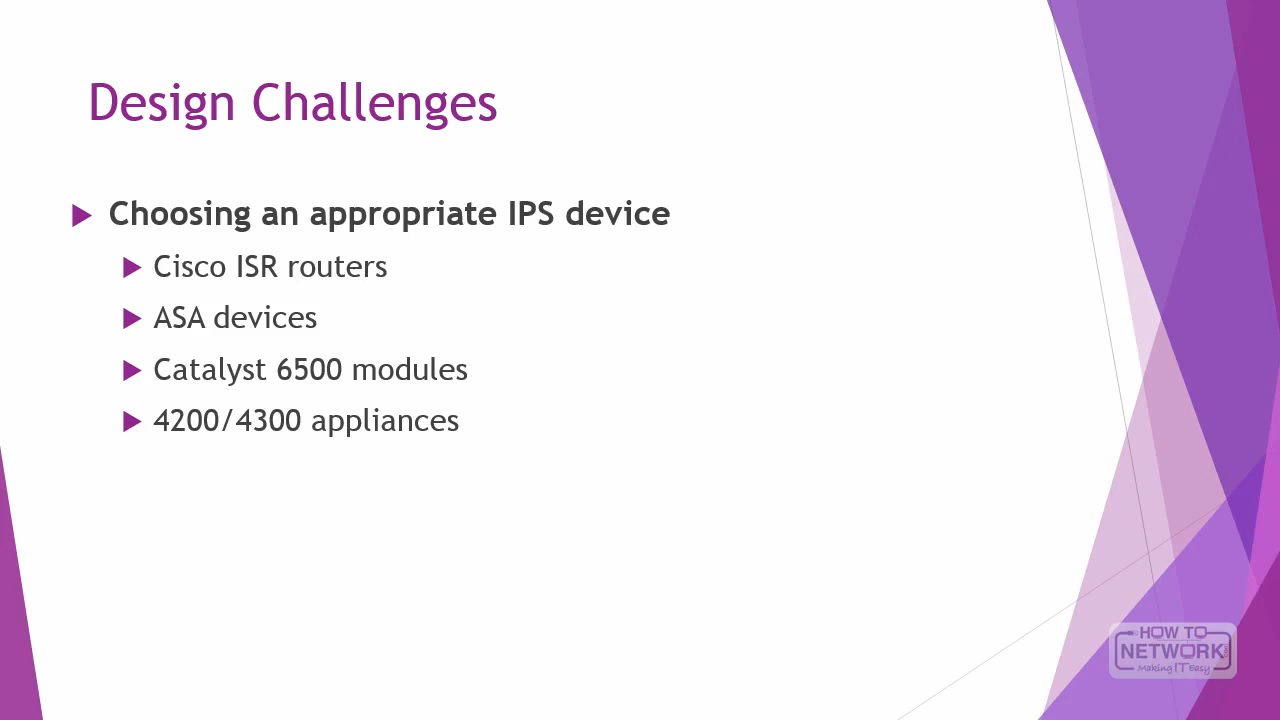 Design Challenges
Choosing an appropriate IPS device
Cisco ISR routers
ASA devices
Catalyst 6500 modules
4200/4300 appliances
HOW TO
NETWORK
Making IT Easy